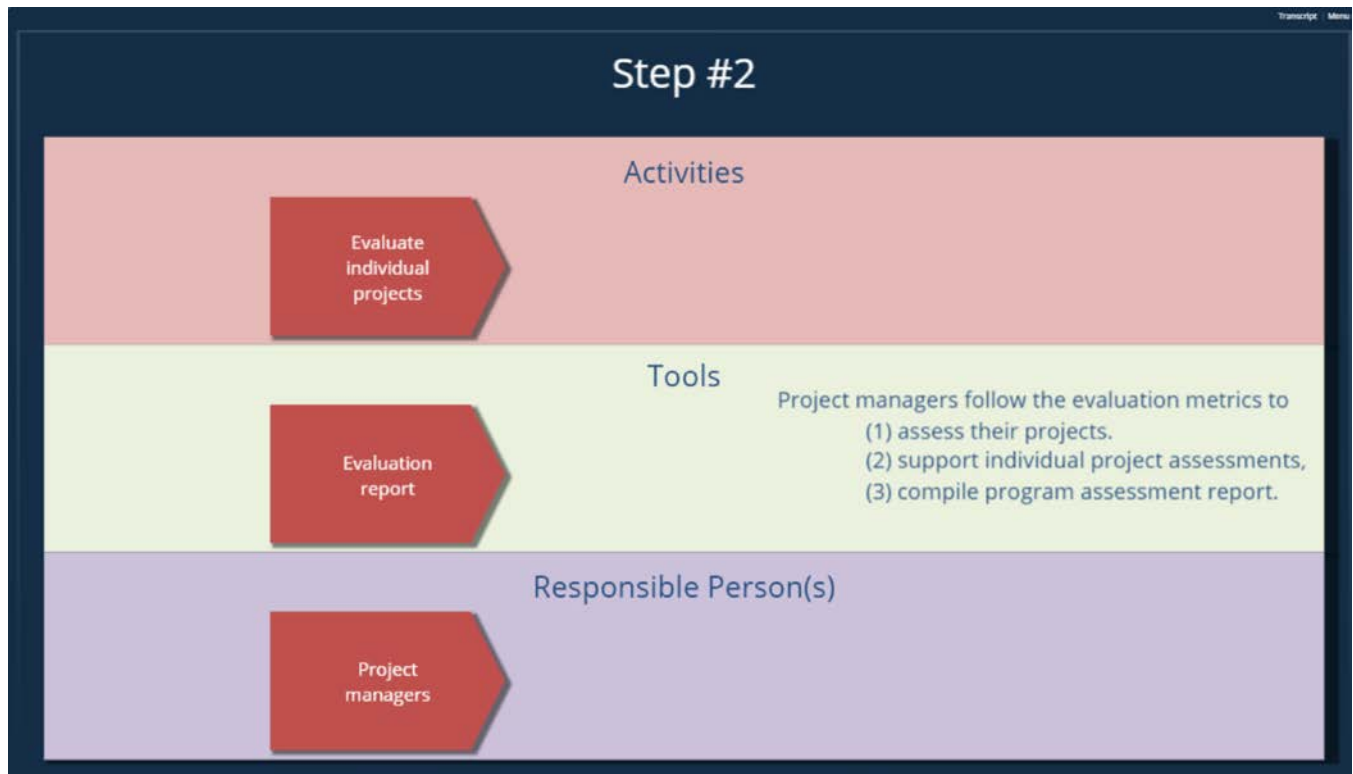 Transcript Menu
Step #2
Activities
Evaluate
individual
projects
Tools
Project managers follow the evaluation metrics to
(1) assess their projects.
(2) support individual project assessments,
(3) compile program assessment report.
Evaluation
report
Responsible Person(s)
Project
managers